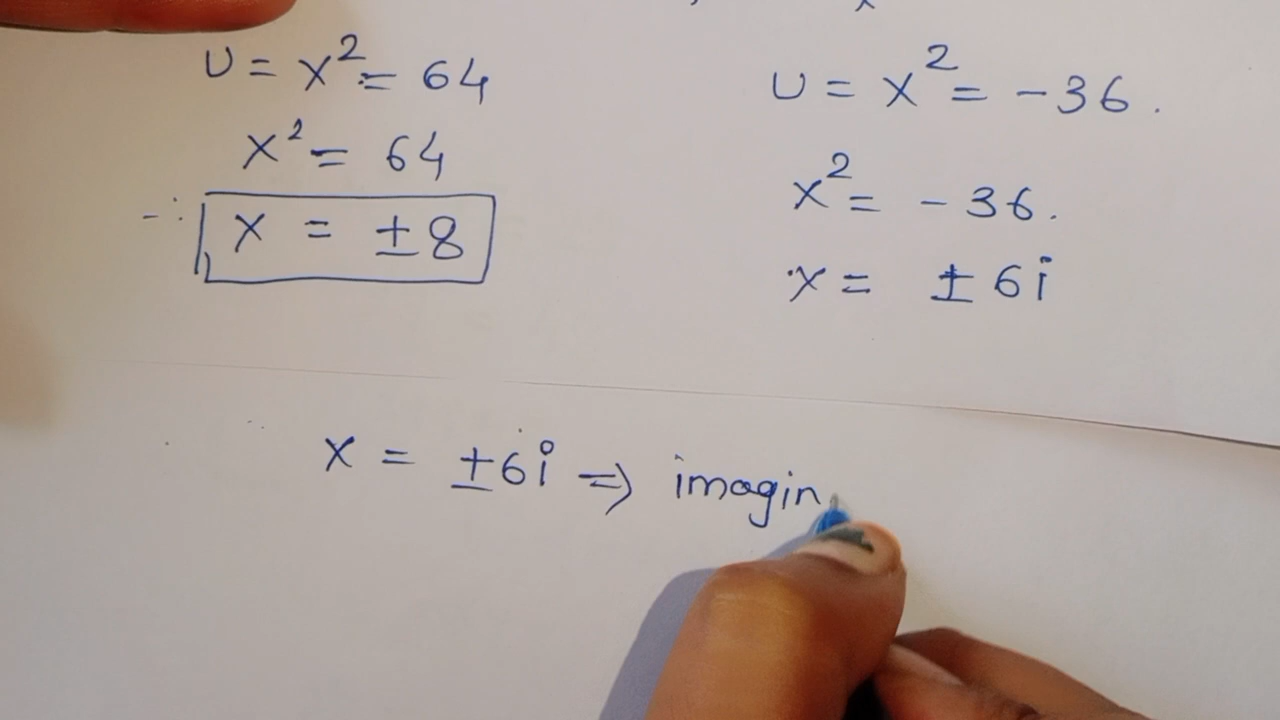 U = x² = 64
x² = 64
∴ x = ±8
U = x² = -36.
x² = -36.
x = ±6i
x = ±6i ⇒ imagin